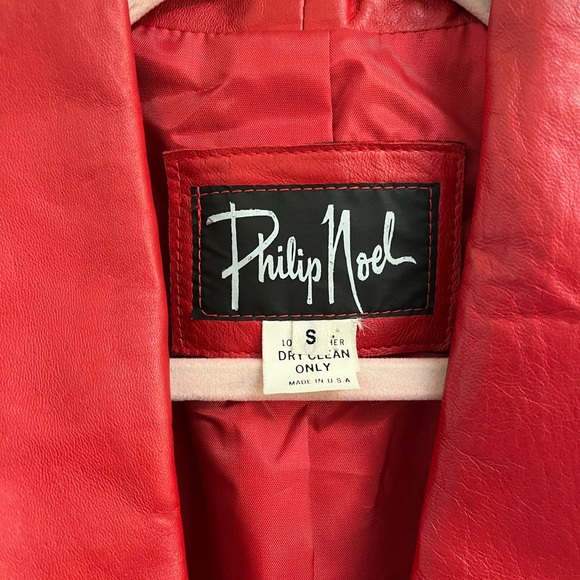 Philip Noel
S
DRY CLEAN
ONLY
MADE IN U.S.A